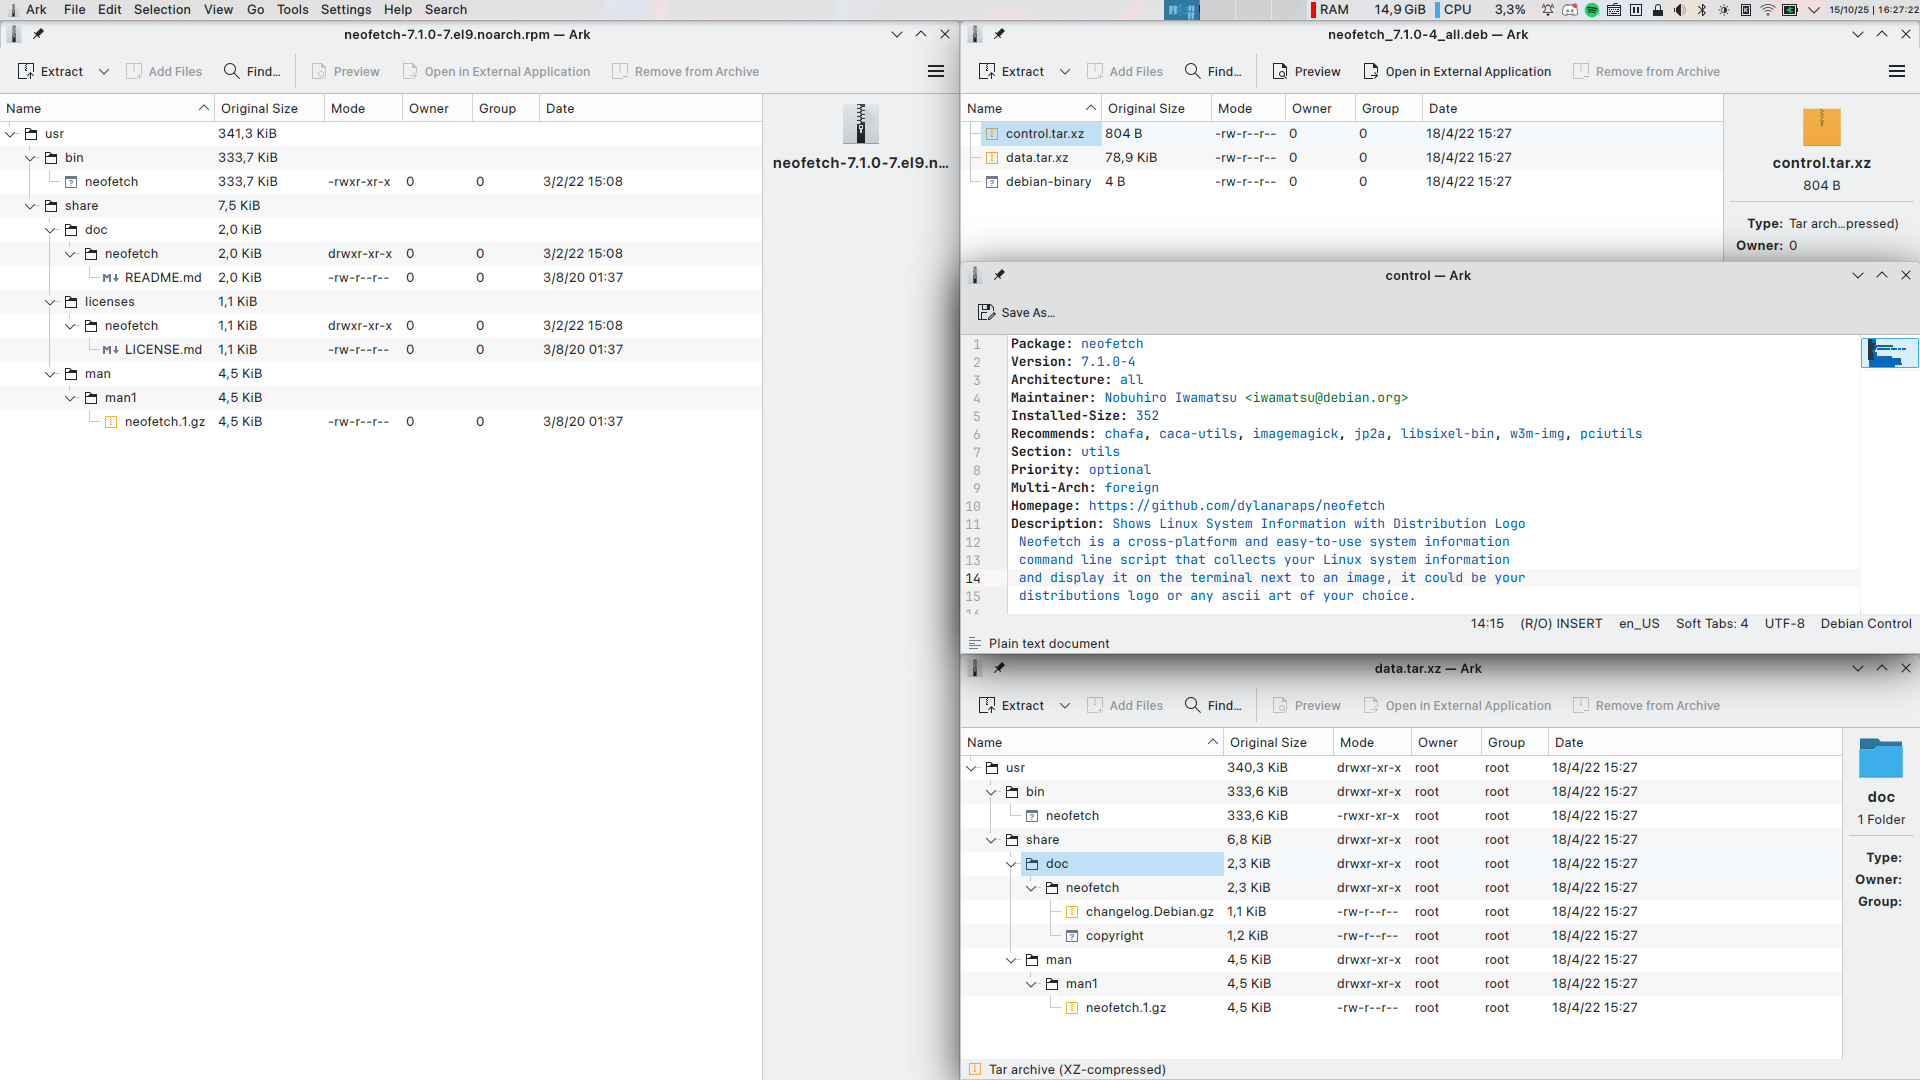 Ark File Edit Selection View Go Tools Settings Help Search RAM 14,9 GiB CPU 3,3% 15/10/25 | 16:27:22
neofetch-7.1.0-7.el9.noarch.rpm — Ark
Extract Add Files Find... Preview Open in External Application Remove from Archive
Name Original Size Mode Owner Group Date
usr 341,3 KiB
bin 333,7 KiB
neofetch 333,7 KiB -rwxr-xr-x 0 0 3/2/22 15:08
share 7,5 KiB
doc 2,0 KiB
neofetch 2,0 KiB drwxr-xr-x 0 0 3/2/22 15:08
README.md 2,0 KiB -rw-r--r-- 0 0 3/8/20 01:37
licenses 1,1 KiB
neofetch 1,1 KiB drwxr-xr-x 0 0 3/2/22 15:08
LICENSE.md 1,1 KiB -rw-r--r-- 0 0 3/8/20 01:37
man 4,5 KiB
man1 4,5 KiB
neofetch.1.gz 4,5 KiB -rw-r--r-- 0 0 3/8/20 01:37
neofetch-7.1.0-7.el9.n...
neofetch_7.1.0-4_all.deb — Ark
Extract Add Files Find... Preview Open in External Application Remove from Archive
Name Original Size Mode Owner Group Date
control.tar.xz 804 B -rw-r--r-- 0 0 18/4/22 15:27
data.tar.xz 78,9 KiB -rw-r--r-- 0 0 18/4/22 15:27
debian-binary 4 B -rw-r--r-- 0 0 18/4/22 15:27
control.tar.xz
804 B
Type: Tar arch...pressed)
Owner: 0
control — Ark
Save As...
1 Package: neofetch
2 Version: 7.1.0-4
3 Architecture: all
4 Maintainer: Nobuhiro Iwamatsu <iwamatsu@debian.org>
5 Installed-Size: 352
6 Recommends: chafa, caca-utils, imagemagick, jp2a, libsixel-bin, w3m-img, pciutils
7 Section: utils
8 Priority: optional
9 Multi-Arch: foreign
10 Homepage: https://github.com/dylanaraps/neofetch
11 Description: Shows Linux System Information with Distribution Logo
12 Neofetch is a cross-platform and easy-to-use system information
13 command line script that collects your Linux system information
14 and display it on the terminal next to an image, it could be your
15 distributions logo or any ascii art of your choice.
14:15 (R/O) INSERT en_US Soft Tabs: 4 UTF-8 Debian Control
Plain text document
data.tar.xz — Ark
Extract Add Files Find... Preview Open in External Application Remove from Archive
Name Original Size Mode Owner Group Date
usr 340,3 KiB drwxr-xr-x root root 18/4/22 15:27
bin 333,6 KiB drwxr-xr-x root root 18/4/22 15:27
neofetch 333,6 KiB -rwxr-xr-x root root 18/4/22 15:27
share 6,8 KiB drwxr-xr-x root root 18/4/22 15:27
doc 2,3 KiB drwxr-xr-x root root 18/4/22 15:27
neofetch 2,3 KiB drwxr-xr-x root root 18/4/22 15:27
changelog.Debian.gz 1,1 KiB -rw-r--r-- root root 18/4/22 15:27
copyright 1,2 KiB -rw-r--r-- root root 18/4/22 15:27
man 4,5 KiB drwxr-xr-x root root 18/4/22 15:27
man1 4,5 KiB drwxr-xr-x root root 18/4/22 15:27
neofetch.1.gz 4,5 KiB -rw-r--r-- root root 18/4/22 15:27
doc
1 Folder
Type:
Owner:
Group:
Tar archive (XZ-compressed)